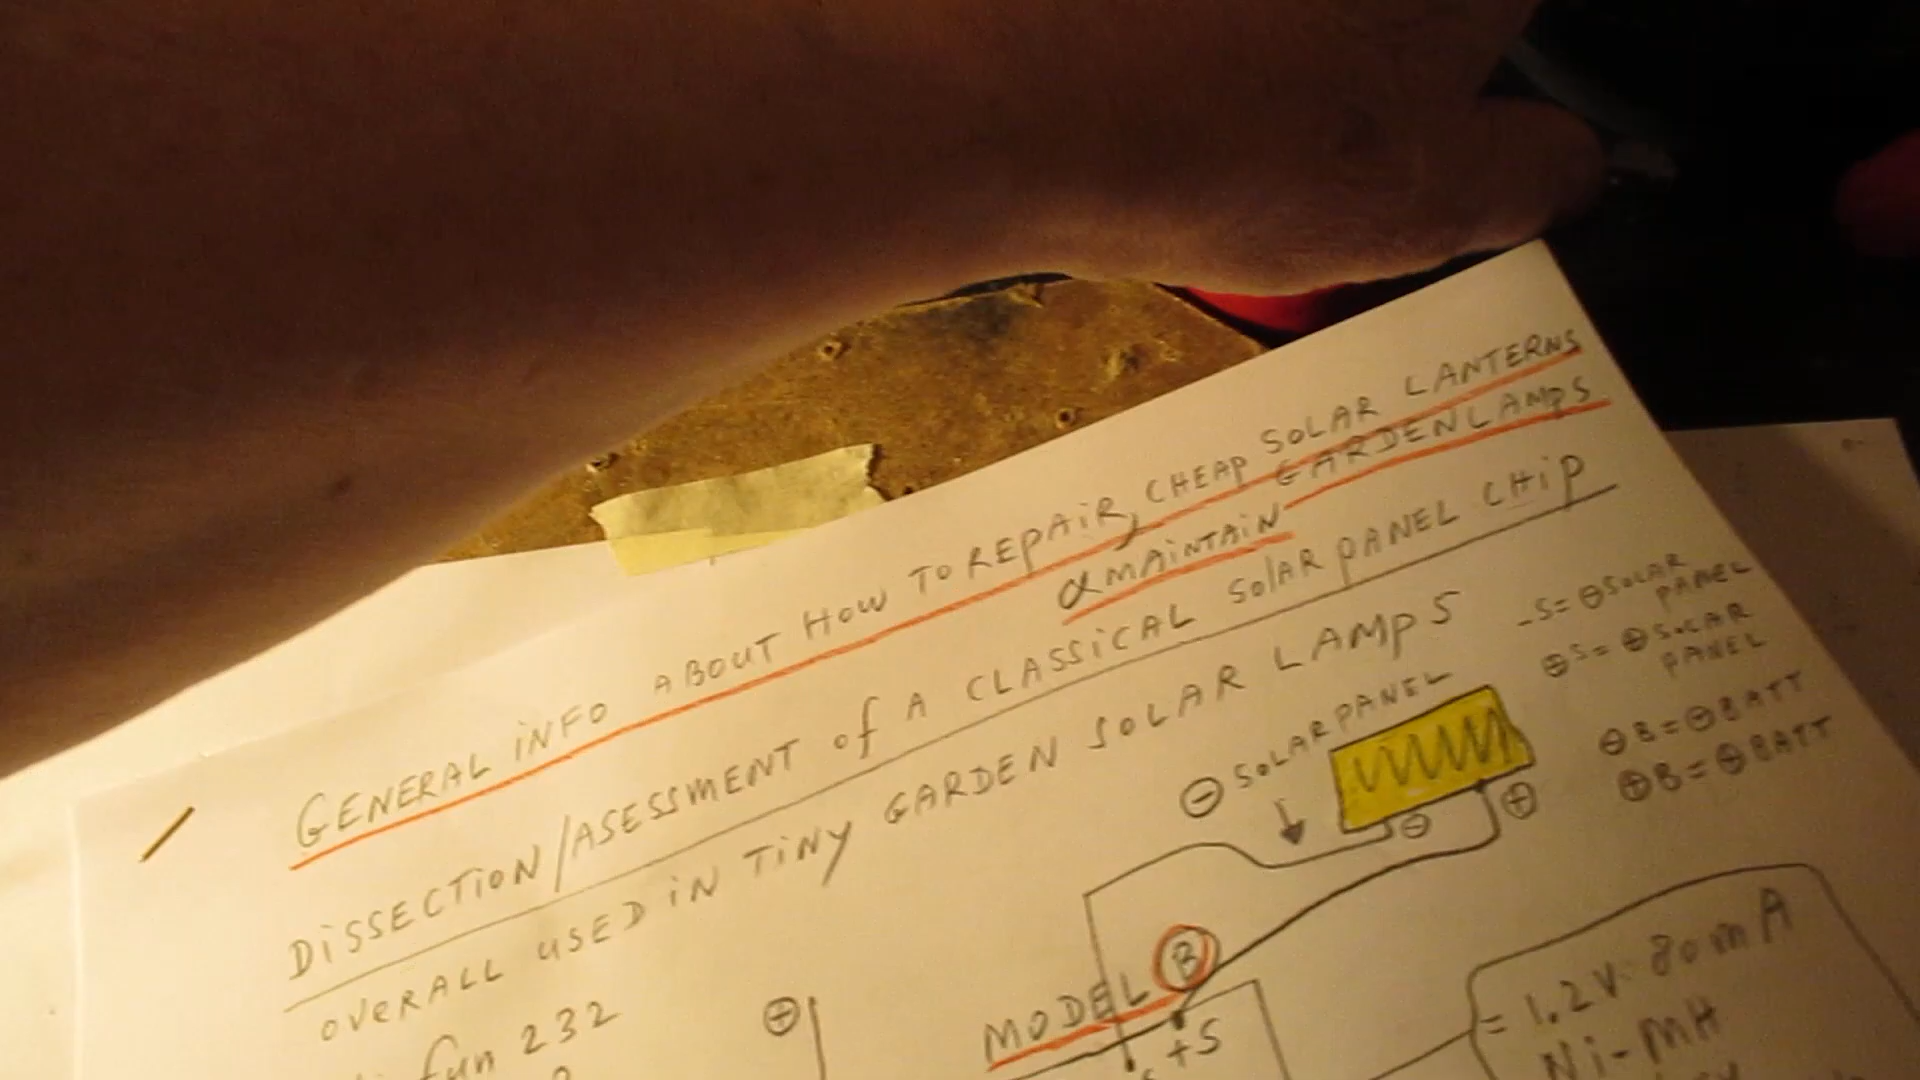 GENERAL iNFO ABOUT HOW TO REPAiR, CHEAP SOLAR LANTERNS
& MAiNTAiN GARDENLAMPS
DiSSECTiON/ASESSMENT of A CLASSiCAL SOlAR PANEL CHiP
OVERALL USED iN TiNY GARDEN SOLAR LAMPS
-S= ⊖ SOLAR
PANEL
⊕S= ⊕ SOLAR
PANEL
⊖B= ⊖ BATT
⊕B= ⊕ BATT
⊖ SOLARPANEL
⊖
⊕
MODEL B
⊕
+S
fun 232
= 1.2V 80mA
Ni-MH